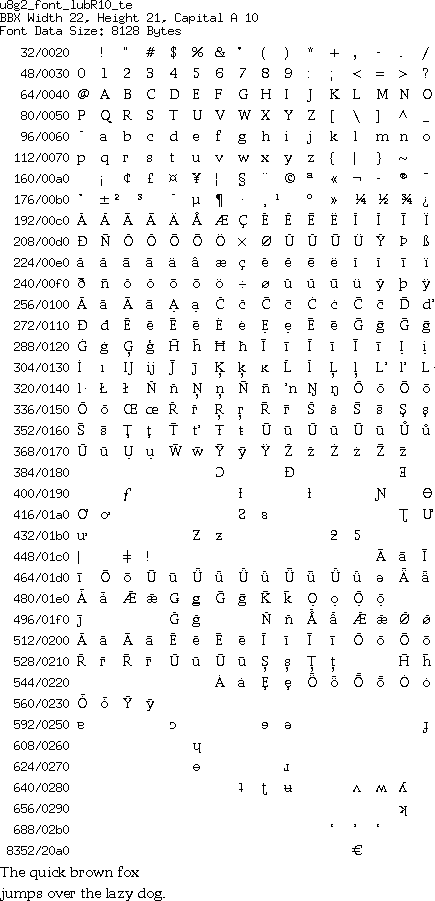 u8g2_font_lubR10_te
BBX Width 22, Height 21, Capital A 10
Font Data Size: 8128 Bytes
32/0020 ! " # $ % & ' ( ) * + , - . /
48/0030 0 1 2 3 4 5 6 7 8 9 : ; < = > ?
64/0040 @ A B C D E F G H I J K L M N O
80/0050 P Q R S T U V W X Y Z [ \ ] ^ _
96/0060 ` a b c d e f g h i j k l m n o
112/0070 p q r s t u v w x y z { | } ~
160/00a0 ¡ ¢ £ ¤ ¥ ¦ § ¨ © ª « ¬ - ® ¯
176/00b0 ° ± ² ³ ´ µ ¶ · ¸ ¹ º » ¼ ½ ¾ ¿
192/00c0 À Á Â Ã Ä Å Æ Ç È É Ê Ë Ì Í Î Ï
208/00d0 Ð Ñ Ò Ó Ô Õ Ö × Ø Ù Ú Û Ü Ý Þ ß
224/00e0 à á â ã ä å æ ç è é ê ë ì í î ï
240/00f0 ð ñ ò ó ô õ ö ÷ ø ù ú û ü ý þ ÿ
256/0100 Ā ā Ă ă Ą ą Ć ć Ĉ ĉ Ċ ċ Č č Ď ď
272/0110 Đ đ Ē ē Ĕ ĕ Ė ė Ę ę Ě ě Ĝ ĝ Ğ ğ
288/0120 Ġ ġ Ģ ģ Ĥ ĥ Ħ ħ Ĩ ĩ Ī ī Ĭ ĭ Į į
304/0130 İ ı Ĳ ĳ Ĵ ĵ Ķ ķ ĸ Ĺ ĺ Ļ ļ Ľ ľ Ŀ
320/0140 ŀ Ł ł Ń ń Ņ ņ Ň ň ŉ Ŋ ŋ Ō ō Ŏ ŏ
336/0150 Ő ő Œ œ Ŕ ŕ Ŗ ŗ Ř ř Ś ś Ŝ ŝ Ş ş
352/0160 Š š Ţ ţ Ť ť Ŧ ŧ Ũ ũ Ū ū Ŭ ŭ Ů ů
368/0170 Ű ű Ų ų Ŵ ŵ Ŷ ŷ Ÿ Ź ź Ż ż Ž ž
384/0180 Ɔ Ɖ Ǝ
400/0190 ƒ Ɨ ƚ Ɲ Ɵ
416/01a0 Ơ ơ Ƨ ƨ Ʈ Ư
432/01b0 ư Ƶ ƶ ƻ Ƽ
448/01c0 ǀ ǂ ǃ Ǎ ǎ Ǐ
464/01d0 ǐ Ǒ ǒ Ǔ ǔ Ǖ ǖ Ǘ ǘ Ǚ ǚ Ǜ ǜ ǝ Ǟ ǟ
480/01e0 Ǡ ǡ Ǣ ǣ Ǥ ǥ Ǧ ǧ Ǩ ǩ Ǫ ǫ Ǭ ǭ
496/01f0 ǰ Ǵ ǵ Ǹ ǹ Ǻ ǻ Ǽ ǽ Ǿ ǿ
512/0200 Ȁ ȁ Ȃ ȃ Ȅ ȅ Ȇ ȇ Ȉ ȉ Ȋ ȋ Ȍ ȍ Ȏ ȏ
528/0210 Ȑ ȑ Ȓ ȓ Ȕ ȕ Ȗ ȗ Ș ș Ț ț Ȟ ȟ
544/0220 Ȧ ȧ Ȩ ȩ Ȫ ȫ Ȭ ȭ Ȯ ȯ
560/0230 Ȱ ȱ Ȳ ȳ
592/0250 ɐ ɔ ɘ ə ɟ
608/0260 ɥ
624/0270 ɵ ɹ
640/0280 ʇ ʈ ʉ ʌ ʍ ʎ
656/0290 ʞ
688/02b0 ʻ ʼ ʽ
8352/20a0 €
The quick brown fox
jumps over the lazy dog.